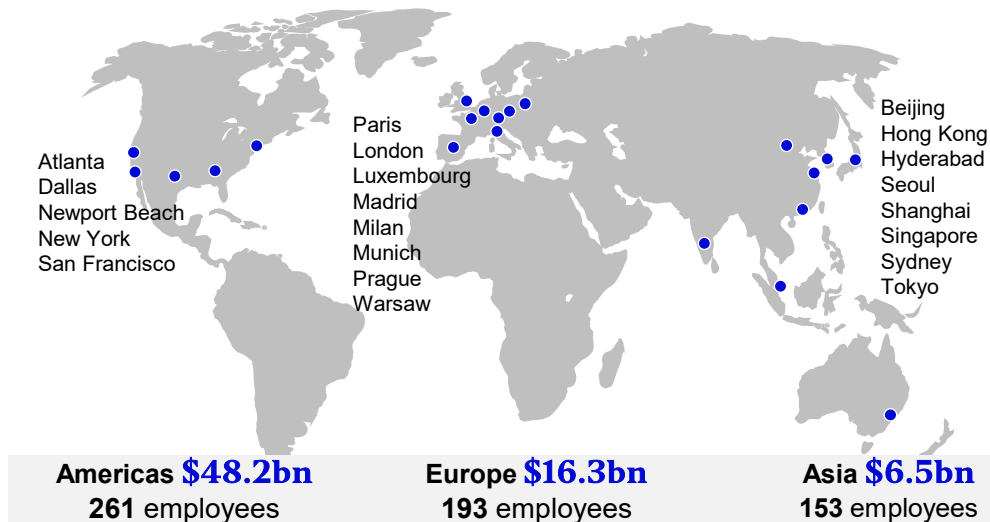 Atlanta
Dallas
Newport Beach
New York
San Francisco
Paris
London
Luxembourg
Madrid
Milan
Munich
Prague
Warsaw
Beijing
Hong Kong
Hyderabad
Seoul
Shanghai
Singapore
Sydney
Tokyo
Americas $48.2bn
261 employees
Europe $16.3bn
193 employees
Asia $6.5bn
153 employees